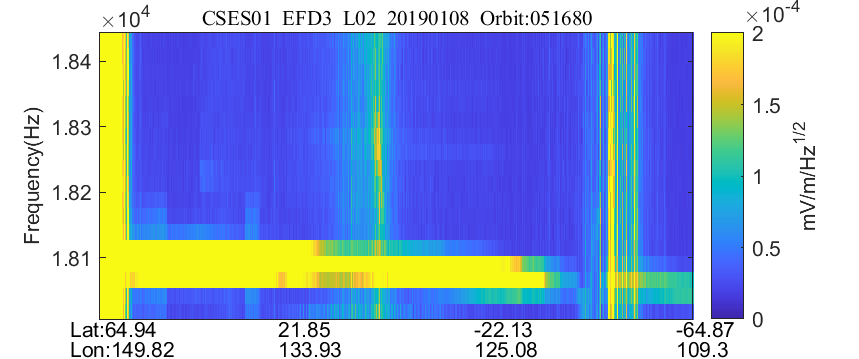 ×10⁴ CSES01 EFD3 L02 20190108 Orbit:051680 ×10⁻⁴
1.84
1.83
1.82
1.81
Frequency(Hz)
2
1.5
1
0.5
0
mV/m/Hz^1/2
Lat:64.94 21.85 -22.13 -64.87
Lon:149.82 133.93 125.08 109.3